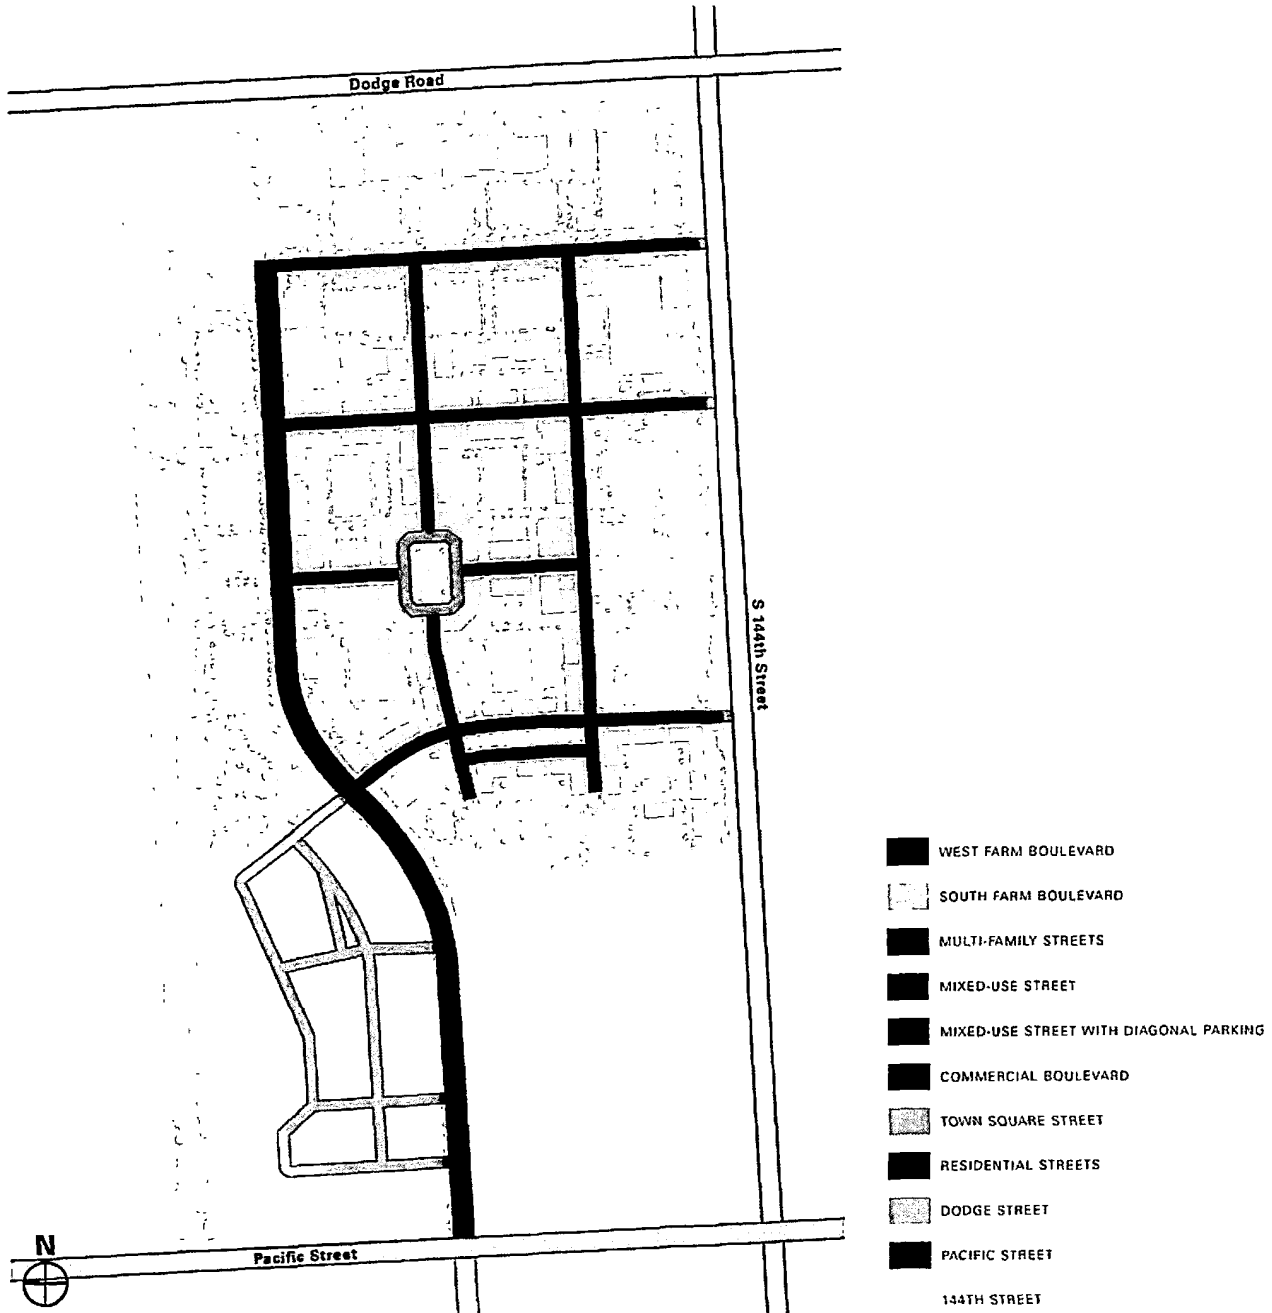 Dodge Road
S 144th Street
WEST FARM BOULEVARD
SOUTH FARM BOULEVARD
MULTI-FAMILY STREETS
MIXED-USE STREET
MIXED-USE STREET WITH DIAGONAL PARKING
COMMERCIAL BOULEVARD
TOWN SQUARE STREET
RESIDENTIAL STREETS
DODGE STREET
PACIFIC STREET
144TH STREET
N
Pacific Street